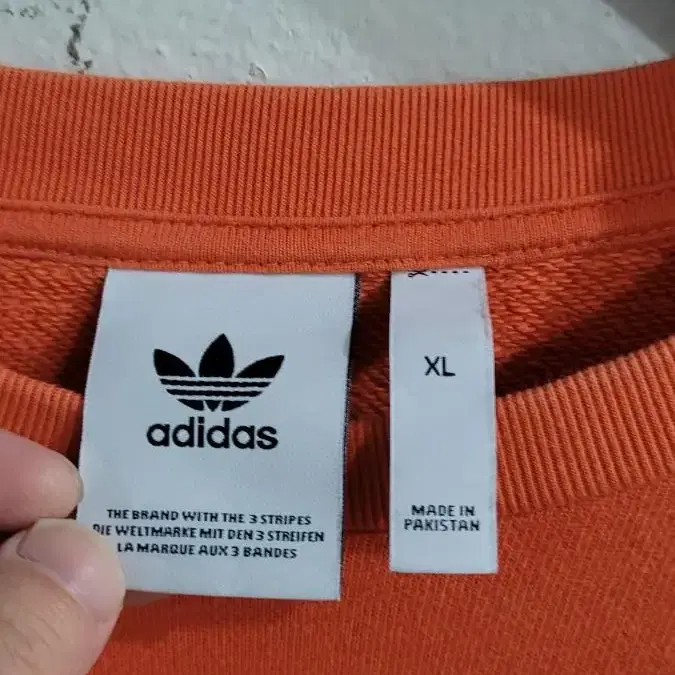 adidas
THE BRAND WITH THE 3 STRIPES
DIE WELTMARKE MIT DEN 3 STREIFEN
LA MARQUE AUX 3 BANDES
XL
MADE IN
PAKISTAN